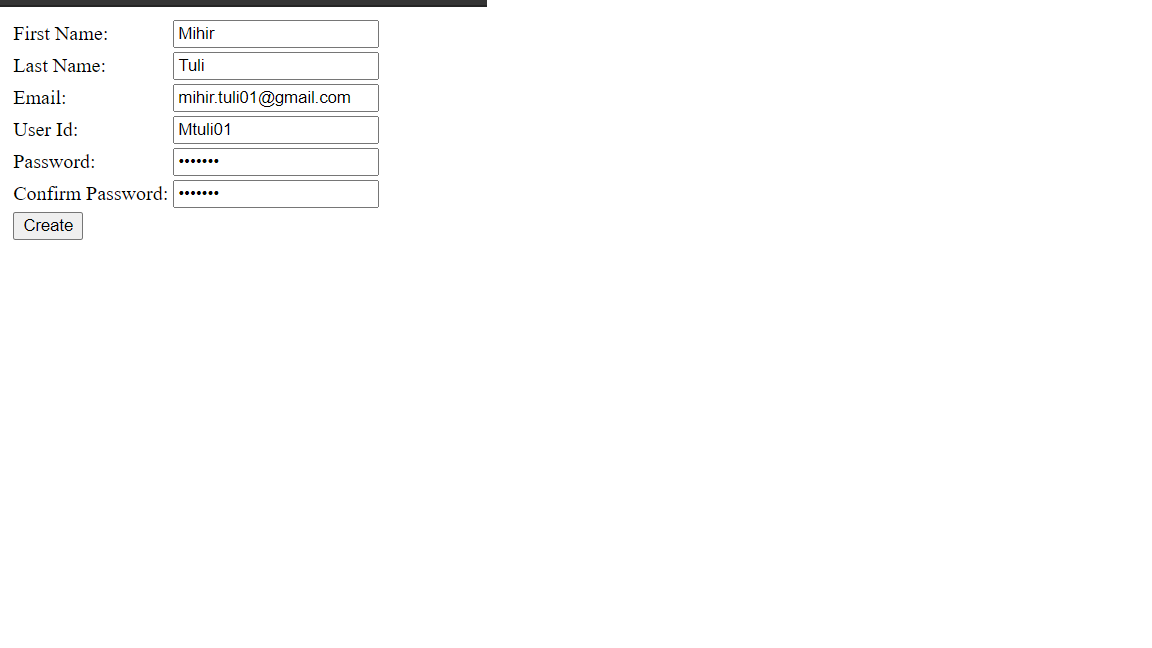 First Name: Mihir
Last Name: Tuli
Email: mihir.tuli01@gmail.com
User Id: Mtuli01
Password: •••••••
Confirm Password: •••••••
Create